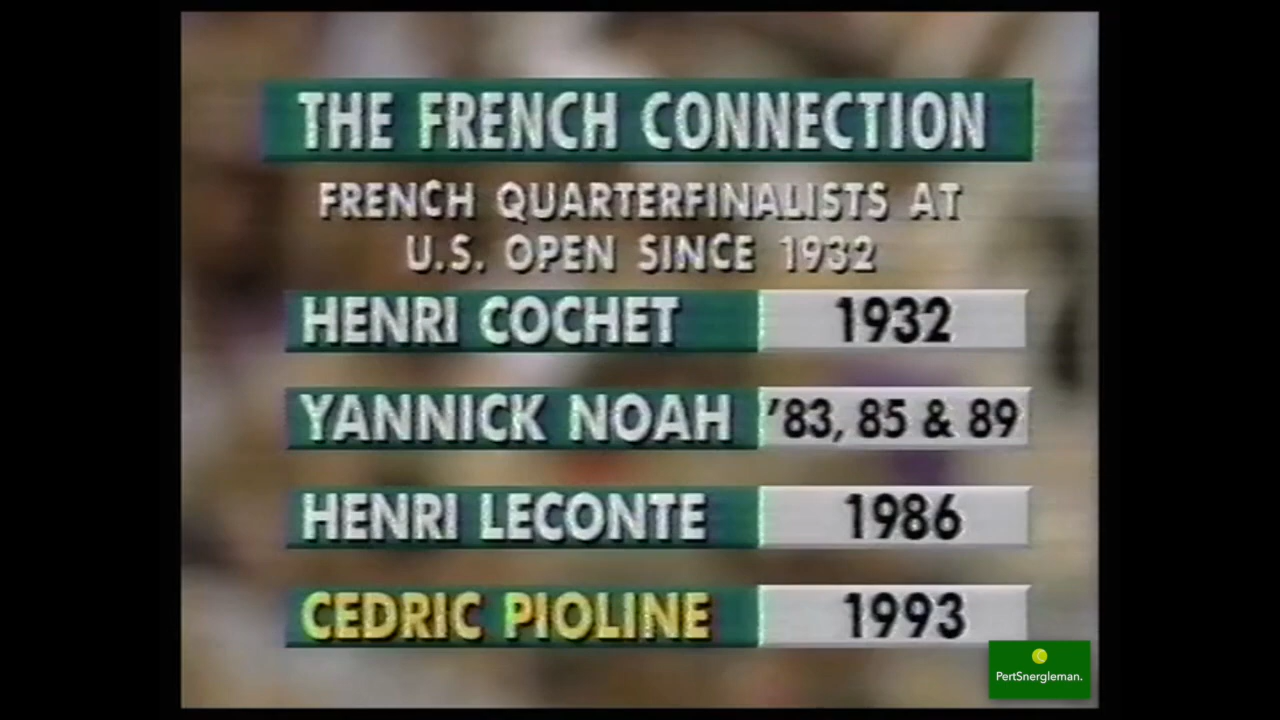 THE FRENCH CONNECTION
FRENCH QUARTERFINALISTS AT
U.S. OPEN SINCE 1932
HENRI COCHET 1932
YANNICK NOAH '83, 85 & 89
HENRI LECONTE 1986
CEDRIC PIOLINE 1993
PertSnergleman.